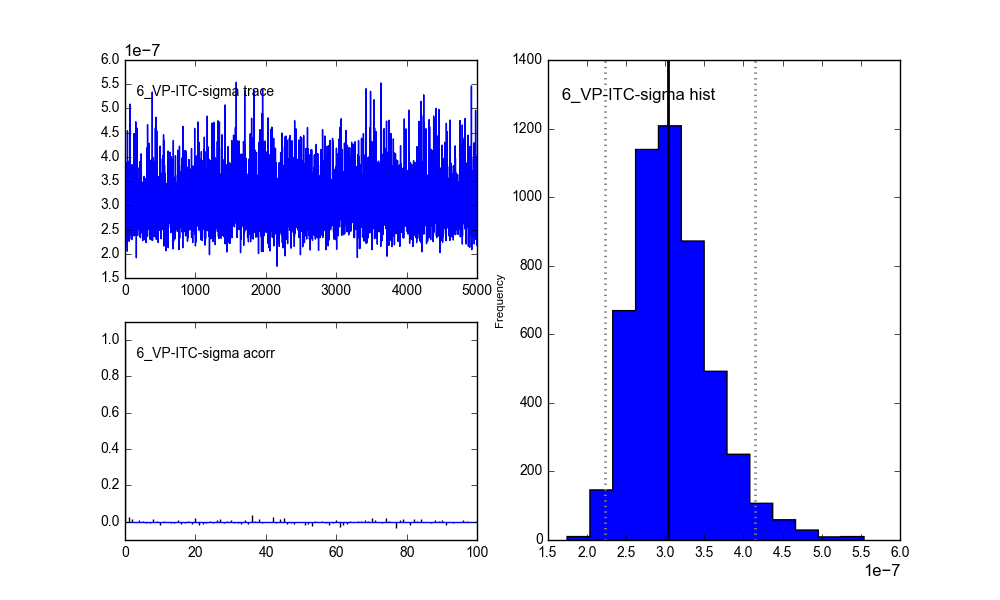 1e−7
6.0
5.5
5.0
4.5
4.0
3.5
3.0
2.5
2.0
1.5
6_VP-ITC-sigma trace
0 1000 2000 3000 4000 5000
1.0
0.8
0.6
0.4
0.2
0.0
6_VP-ITC-sigma acorr
0 20 40 60 80 100
Frequency
1400
1200
1000
800
600
400
200
0
6_VP-ITC-sigma hist
1.5 2.0 2.5 3.0 3.5 4.0 4.5 5.0 5.5 6.0
1e−7